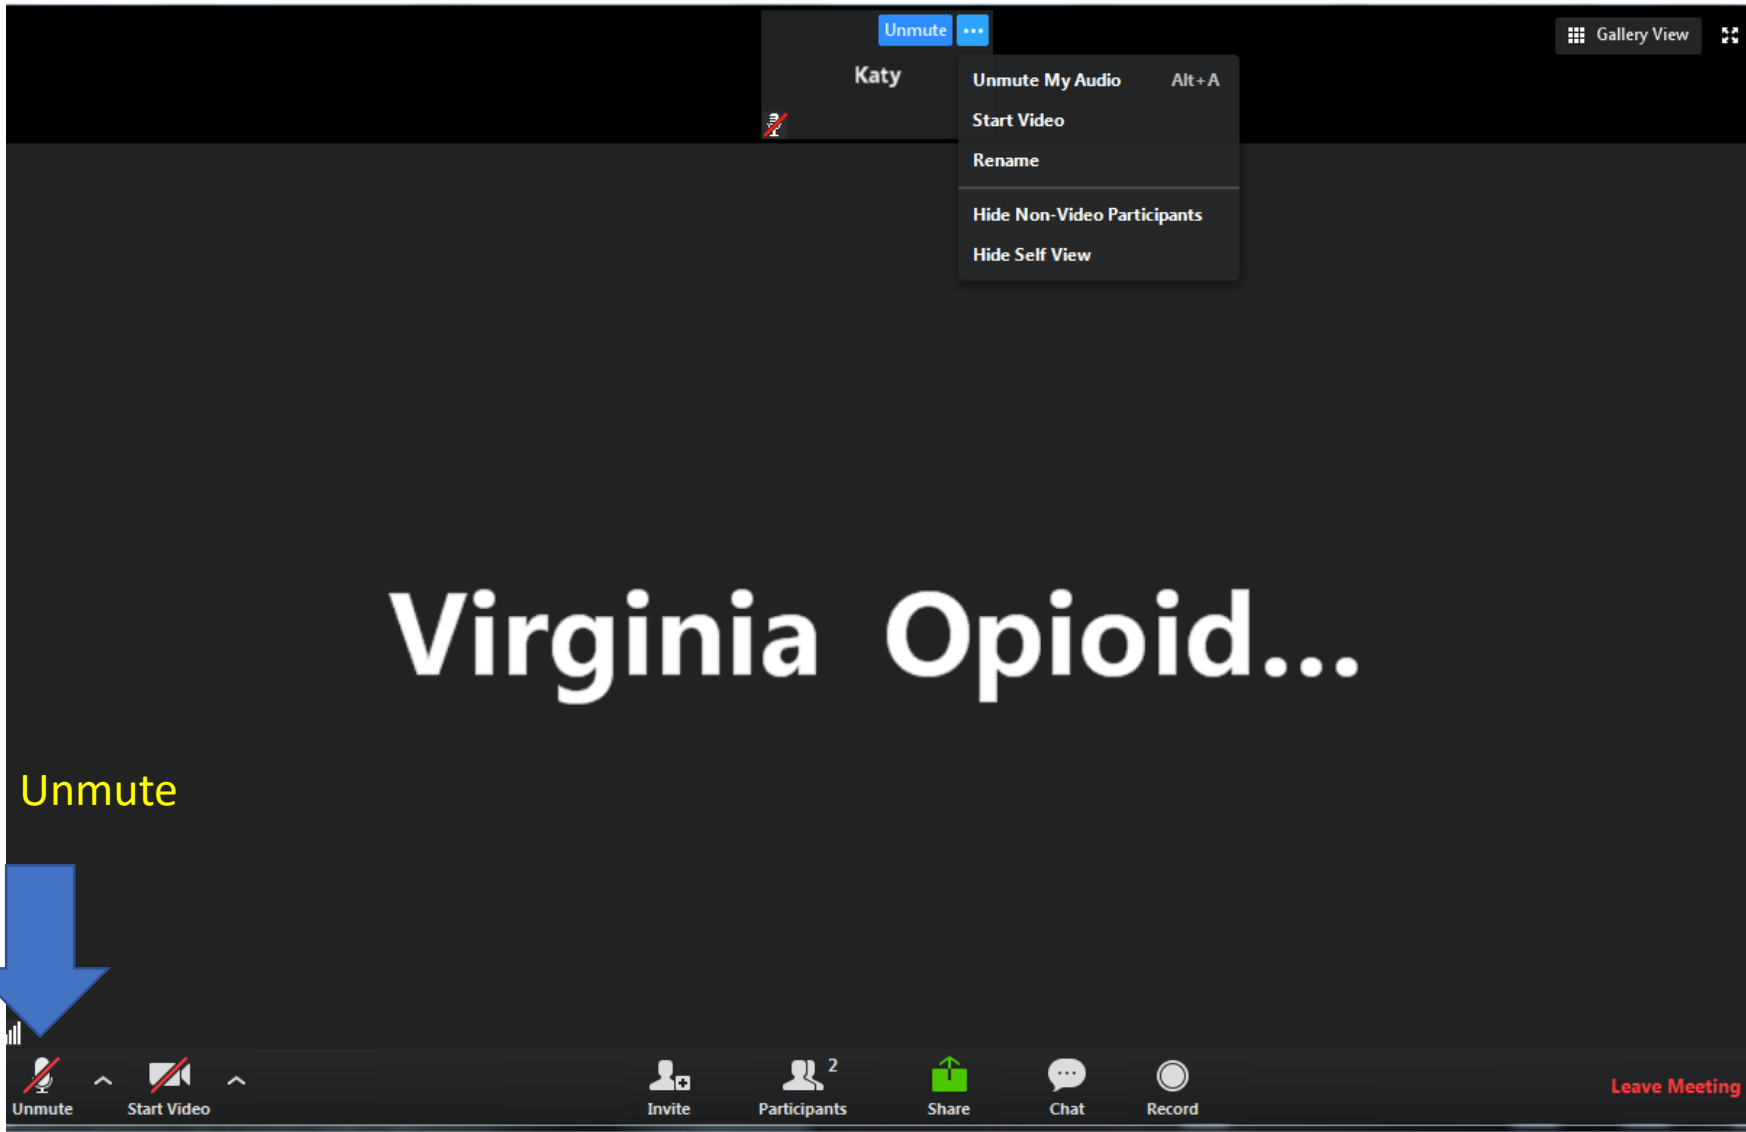 Unmute ...
Gallery View
Katy
Unmute My Audio Alt+A
Start Video
Rename
Hide Non-Video Participants
Hide Self View
Virginia Opioid...
Unmute
2
Unmute
Start Video
Invite
Participants
Share
Chat
Record
Leave Meeting